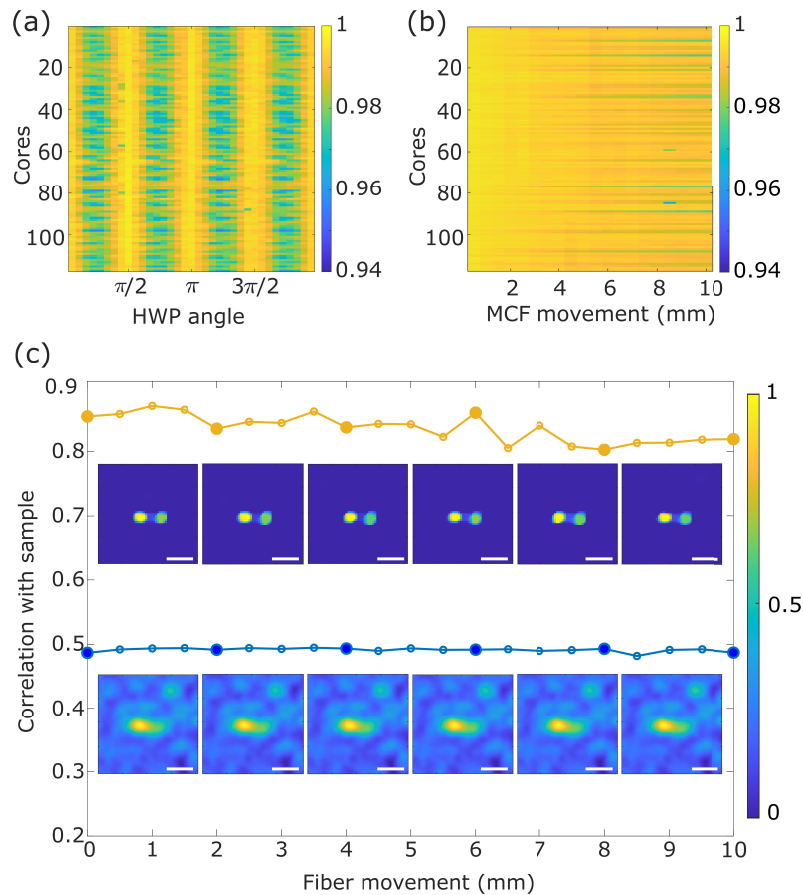 (a)
Cores
20
40
60
80
100
π/2
π
3π/2
HWP angle
1
0.98
0.96
0.94
(b)
Cores
20
40
60
80
100
2
4
6
8
10
MCF movement (mm)
1
0.98
0.96
0.94
(c)
Correlation with sample
0.9
0.8
0.7
0.6
0.5
0.4
0.3
0.2
0 1 2 3 4 5 6 7 8 9 10
Fiber movement (mm)
1
0.5
0